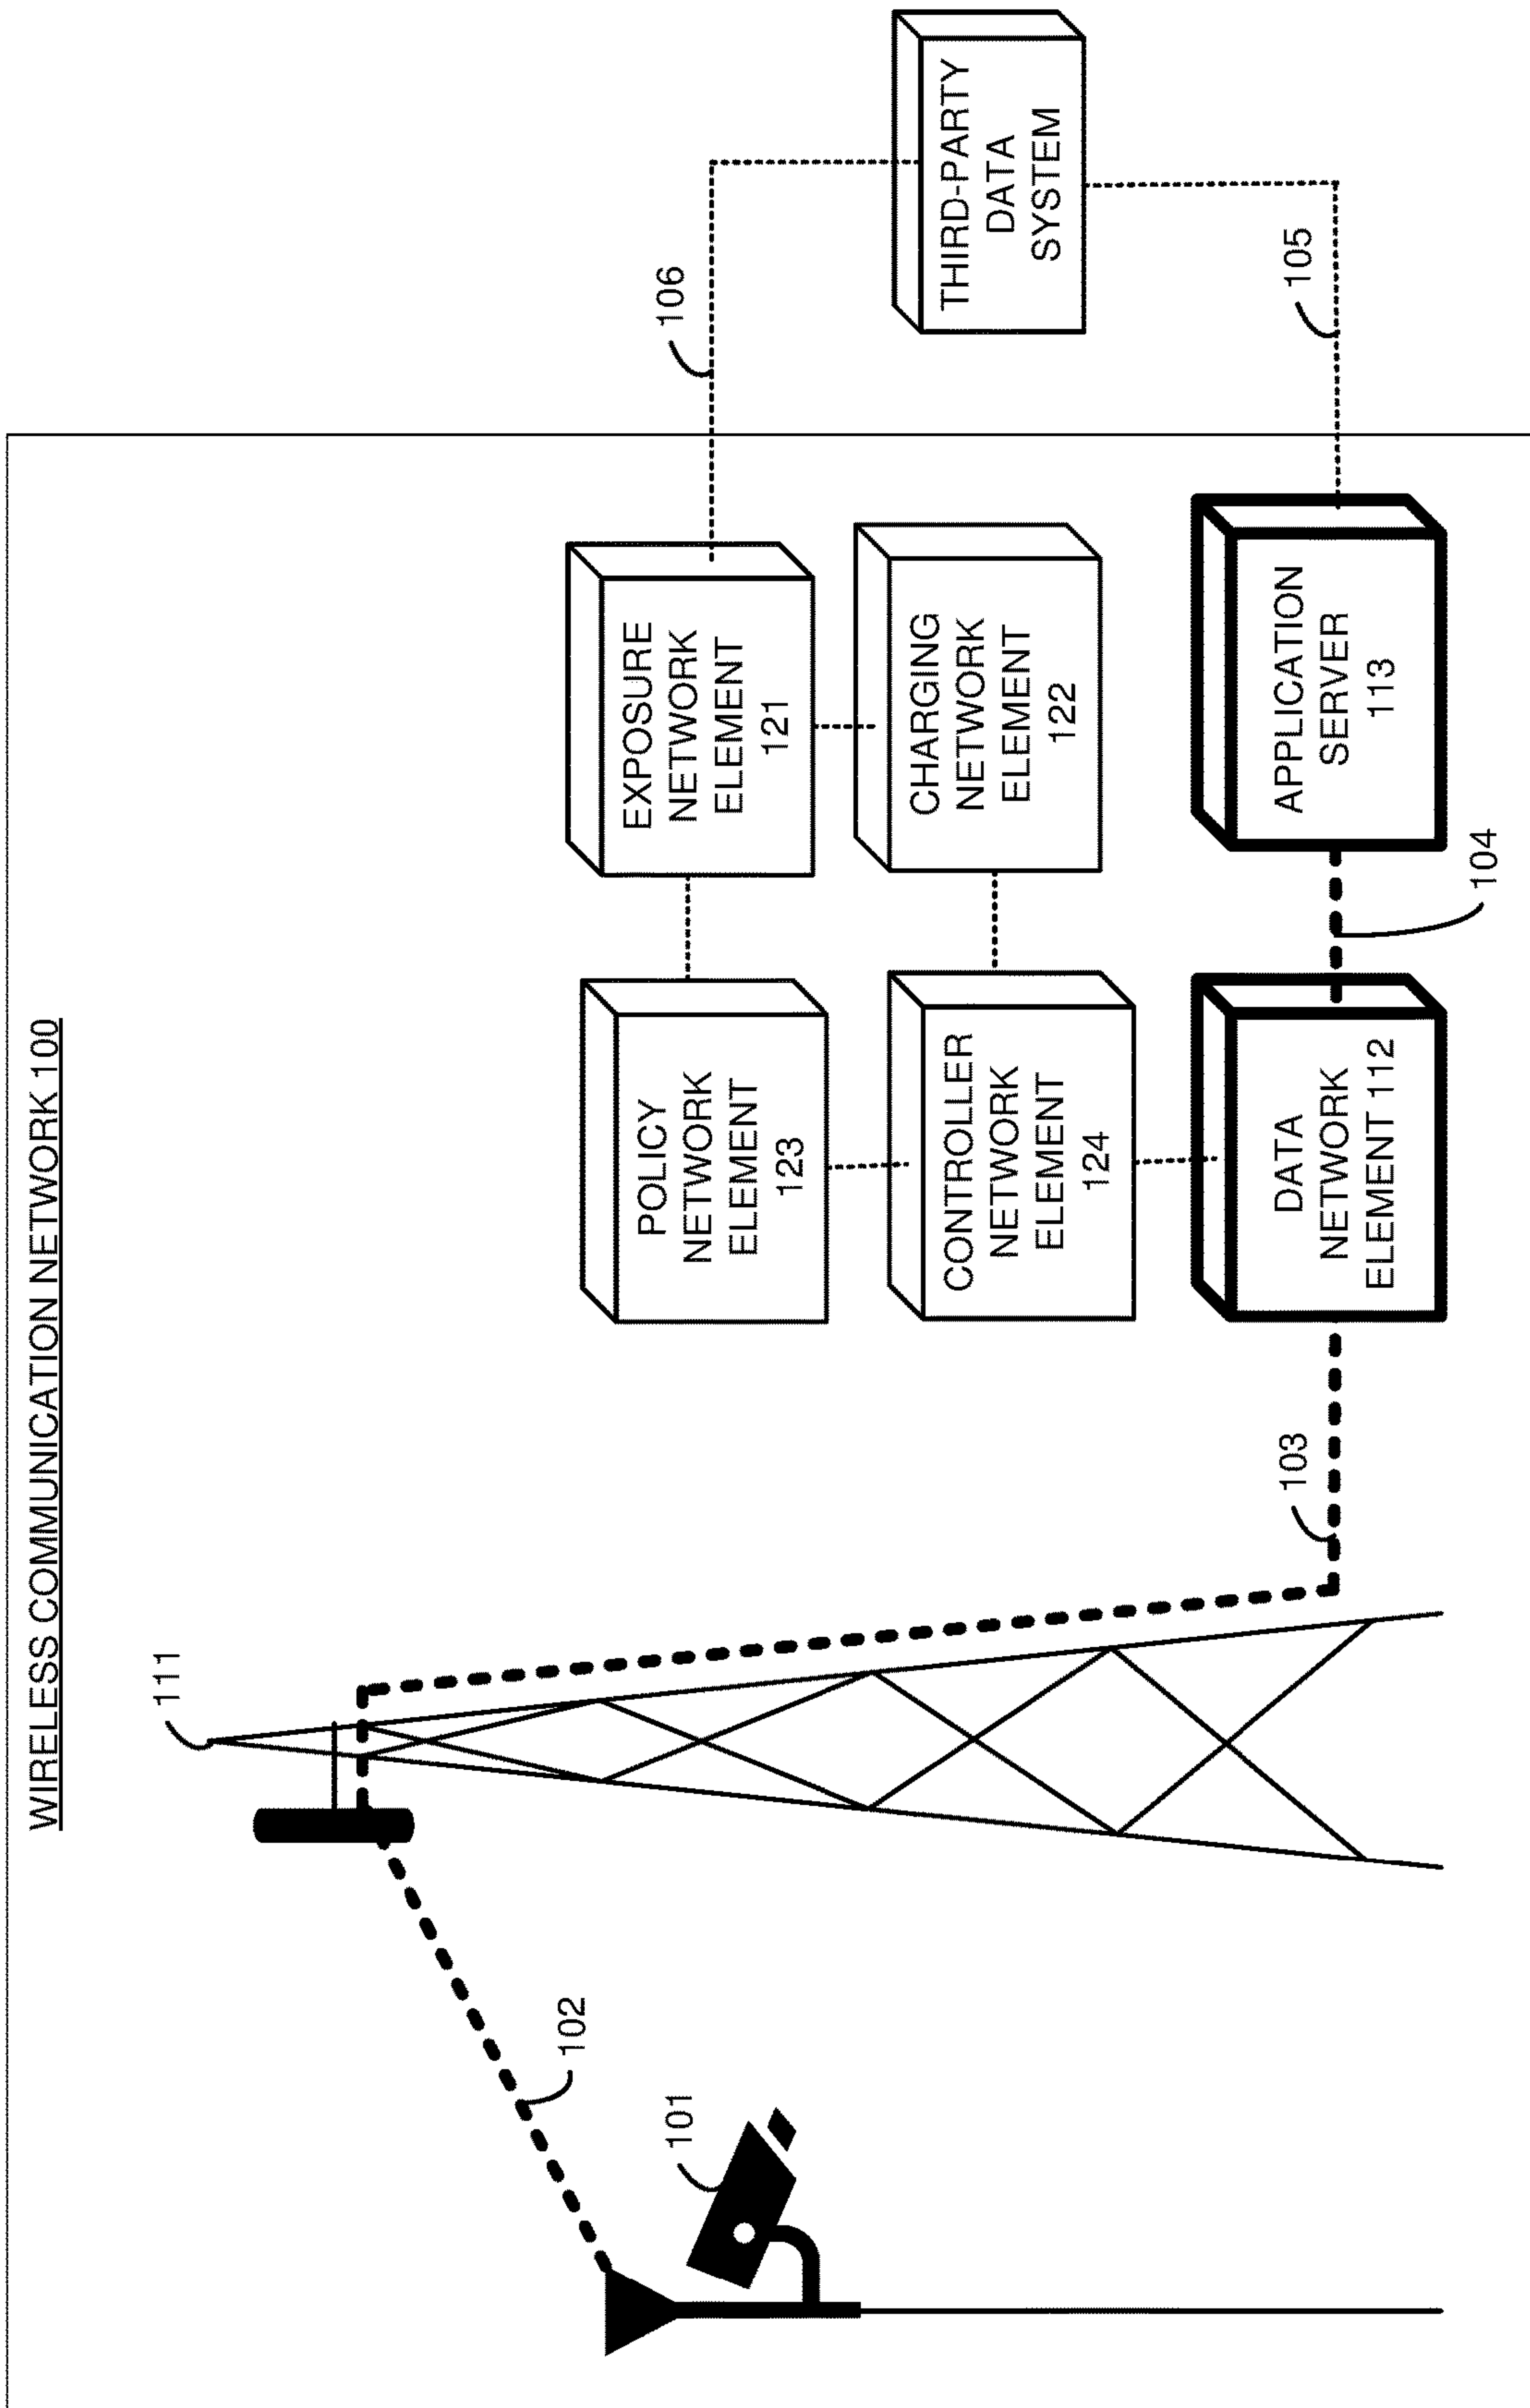 WIRELESS COMMUNICATION NETWORK 100
111
102
101
103
POLICY
NETWORK
ELEMENT
123
EXPOSURE
NETWORK
ELEMENT
121
106
CONTROLLER
NETWORK
ELEMENT
124
CHARGING
NETWORK
ELEMENT
122
THIRD-PARTY
DATA
SYSTEM
DATA
NETWORK
ELEMENT 112
104
APPLICATION
SERVER
113
105